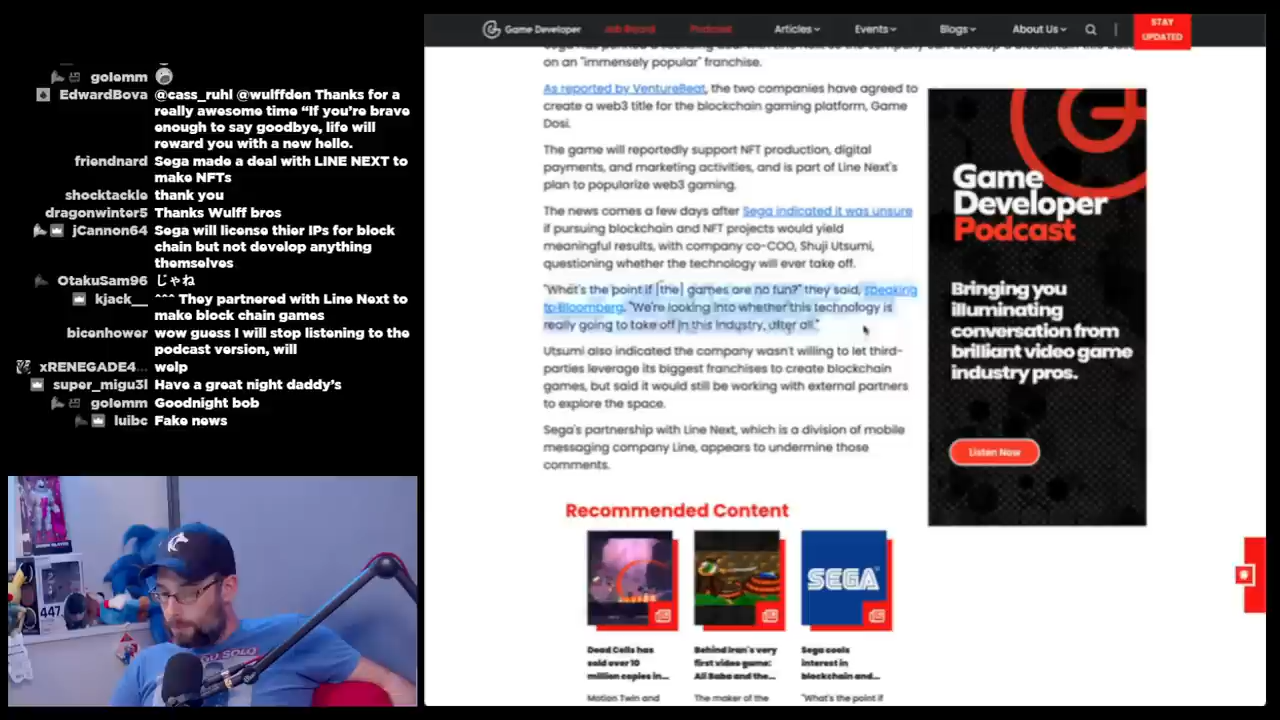 golemm
EdwardBova @cass_ruhl @wulffden Thanks for a
really awesome time “If you’re brave
enough to say goodbye, life will
reward you with a new hello.
friennard Sega made a deal with LINE NEXT to
make NFTs
shocktackle thank you
dragonstar5 Thanks Wulff bros
jCanuck64 Sega will license thier IPs for block
chain but not develop anything
themselves
OtakuSam96 じゃね
kjack__ ^^^ They partnered with Line Next to
make block chain games
bicenhower wow guess I will stop listening to the
podcast version, will
xRENEGADE4... wolp
super_migu3l Have a great night daddy’s
golemm Goodnight bob
luibc Fake news
447
SOLO
Game Developer
Job Board
Podcast
Articles
Events
Blogs
About Us
STAY
UPDATED
on an "immensely popular" franchise.
As reported by VentureBeat, the two companies have agreed to
create a web3 title for the blockchain gaming platform, Game
Dosi.
The game will reportedly support NFT production, digital
payments, and marketing activities, and is part of Line Next's
plan to popularize web3 gaming.
The news comes a few days after Sega indicated it was unsure
if pursuing blockchain and NFT projects would yield
meaningful results, with company co-COO, Shuji Utsumi,
questioning whether the technology will ever take off.
"What's the point if [the] games are no fun?" they said, speaking
to Bloomberg. "We're looking into whether this technology is
really going to take off in this industry, after all."
Utsumi also indicated the company wasn't willing to let third-
parties leverage its biggest franchises to create blockchain
games, but said it would still be working with external partners
to explore the space.
Sega's partnership with Line Next, which is a division of mobile
messaging company Line, appears to undermine those
comments.
Game
Developer
Podcast
Bringing you
illuminating
conversation from
brilliant video game
industry pros.
Listen Now
Recommended Content
SEGA
Dead Cells has
sold over 10
million copies in...
Motion Twin and
Behind Iran's very
first video game:
Ali Baba and the...
The maker of the
Sega cools
interest in
blockchain and...
"What's the point if